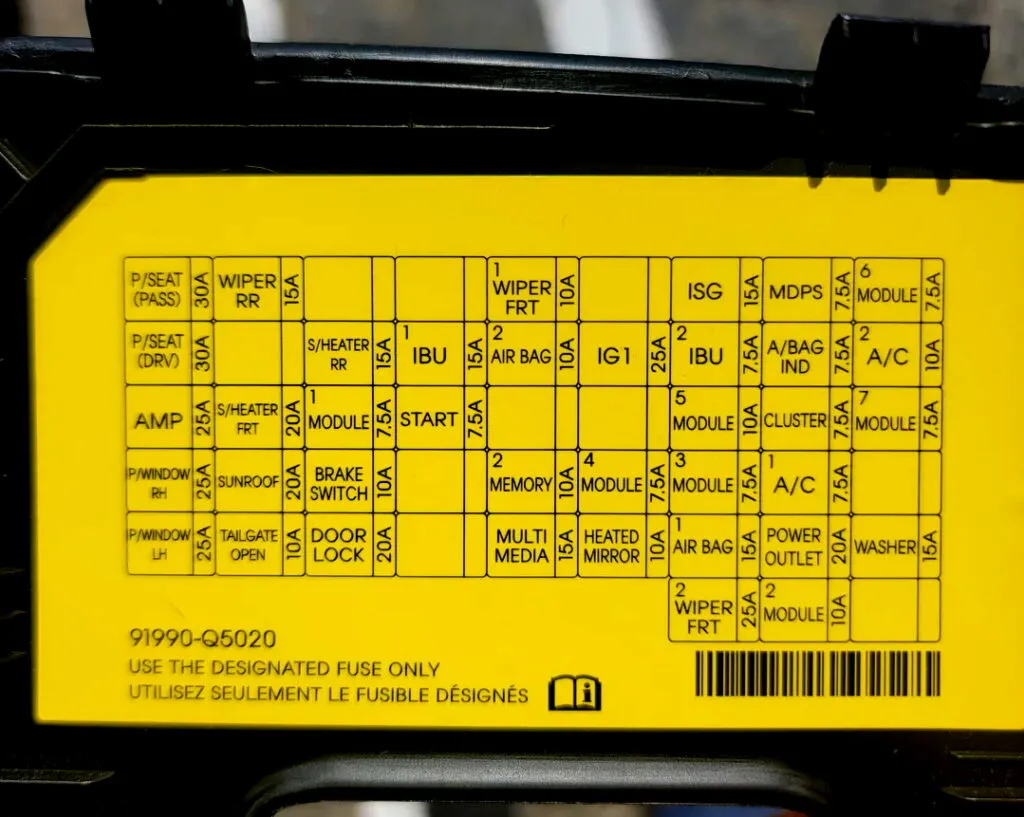 P/SEAT (PASS) 30A WIPER RR 15A 1 WIPER FRT 10A ISG 15A MDPS 7.5A 6 MODULE 7.5A
P/SEAT (DRV) 30A S/HEATER RR 15A 1 IBU 15A 2 AIR BAG 10A IG1 25A 2 IBU 7.5A A/BAG IND 7.5A 2 A/C 10A
AMP 25A S/HEATER FRT 20A 1 MODULE 7.5A START 7.5A 5 MODULE 10A CLUSTER 7.5A 7 MODULE 7.5A
P/WINDOW RH 25A SUNROOF 20A BRAKE SWITCH 10A 2 MEMORY 10A 4 MODULE 7.5A 3 MODULE 7.5A 1 A/C 7.5A
P/WINDOW LH 25A TAILGATE OPEN 10A DOOR LOCK 20A MULTI MEDIA 15A HEATED MIRROR 10A 1 AIR BAG 15A POWER OUTLET 20A WASHER 15A
2 WIPER FRT 25A 2 MODULE 10A
91990-Q5020
USE THE DESIGNATED FUSE ONLY
UTILISEZ SEULEMENT LE FUSIBLE DÉSIGNÉS